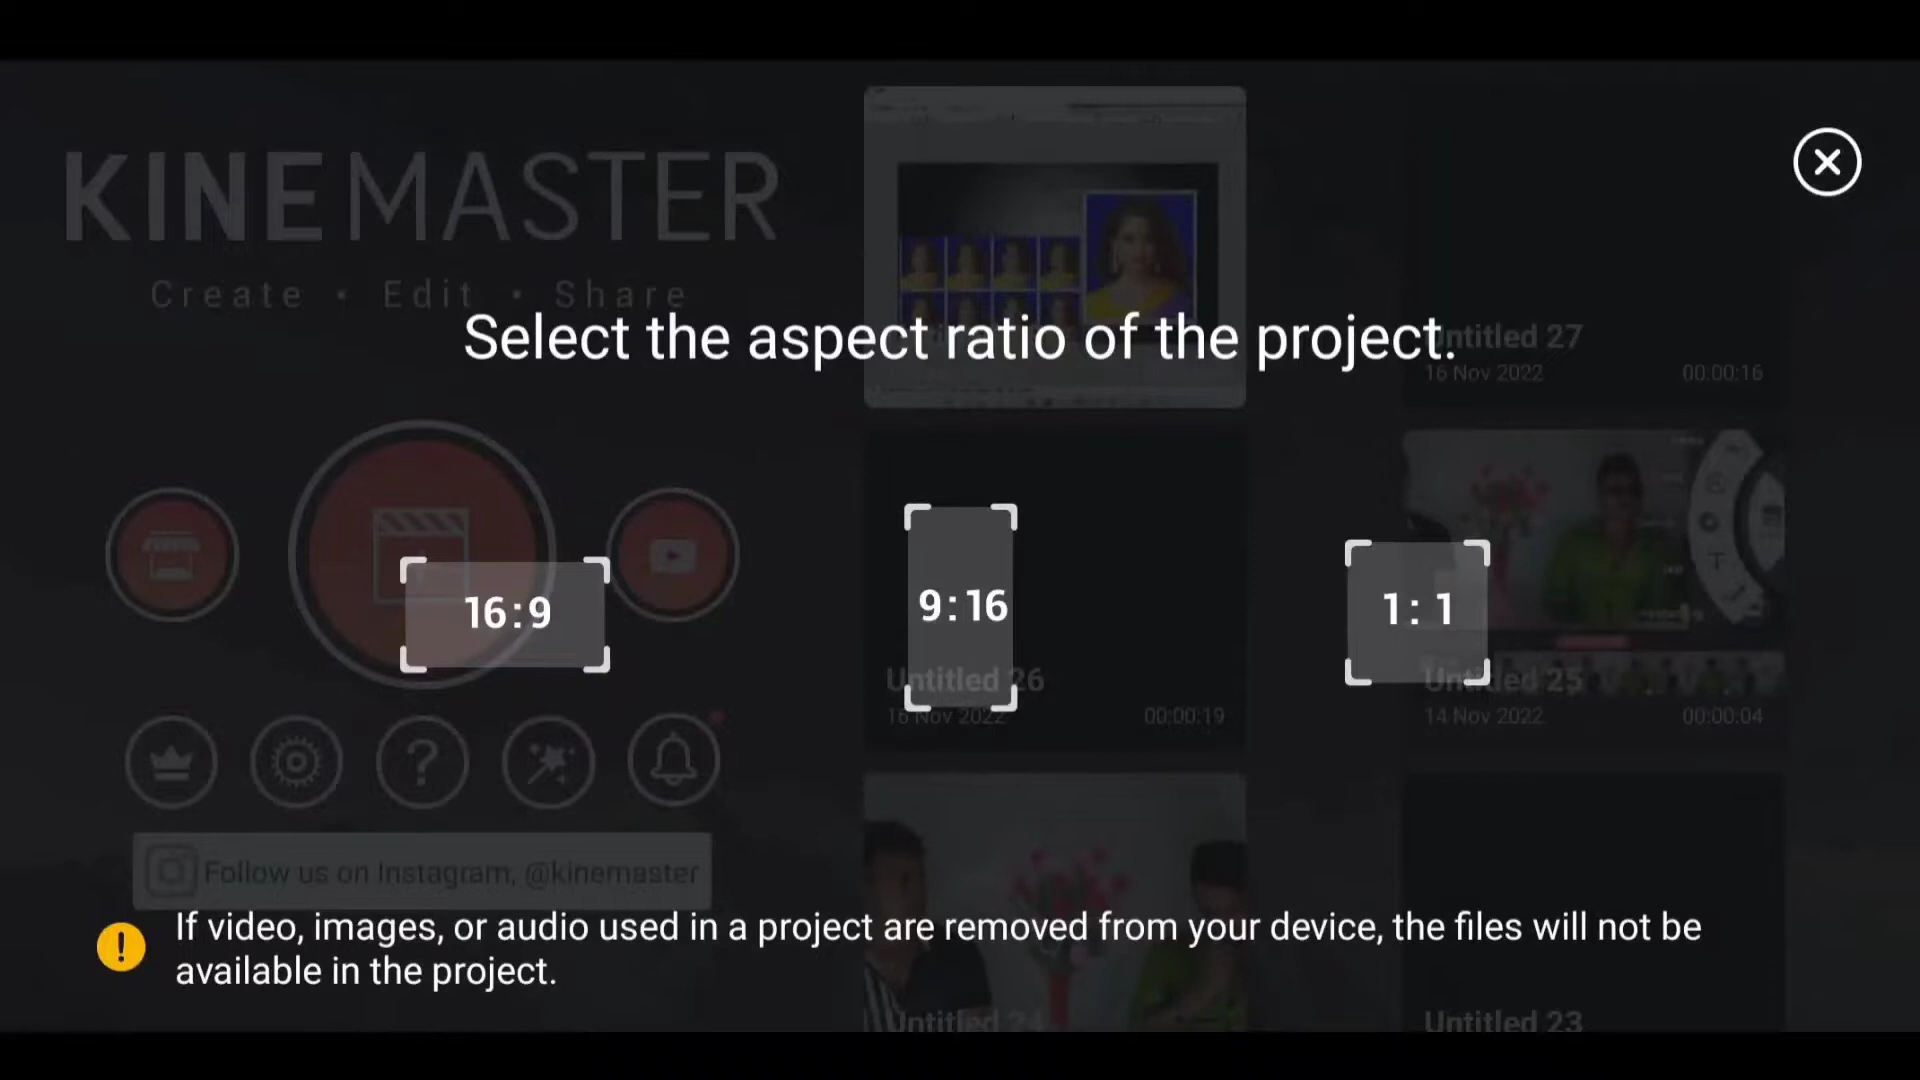 KINEMASTER
Create • Edit • Share
Select the aspect ratio of the project.
Untitled 27
16 Nov 2022 00:00:16
16:9
9:16
1:1
Untitled 26
16 Nov 2022 00:00:19
Untitled 25
14 Nov 2022 00:00:04
Follow us on Instagram, @kinemaster
If video, images, or audio used in a project are removed from your device, the files will not be
available in the project.
Untitled 24
Untitled 23